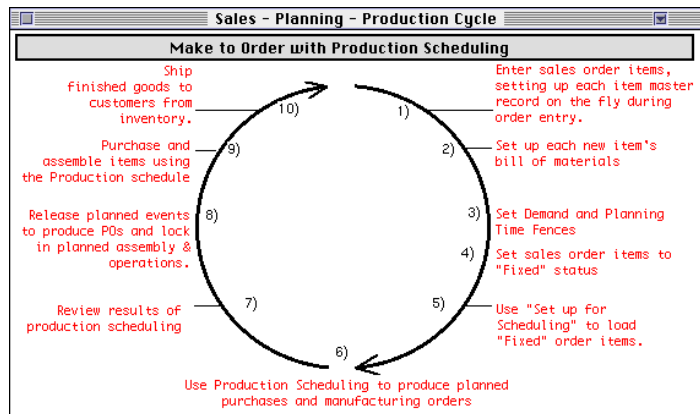 Sales - Planning - Production Cycle
Make to Order with Production Scheduling
Ship
finished goods to
customers from
inventory.
10)
1)
Enter sales order items,
setting up each item master
record on the fly during
order entry.
Purchase and
assemble items using
the Production schedule
9)
2)
Set up each new item's
bill of materials
Release planned events
to produce POs and lock
in planned assembly &
operations.
8)
3)
Set Demand and Planning
Time Fences
4)
Set sales order items to
"Fixed" status
Review results of
production scheduling
7)
5)
Use "Set up for
Scheduling" to load
"Fixed" order items.
6)
Use Production Scheduling to produce planned
purchases and manufacturing orders